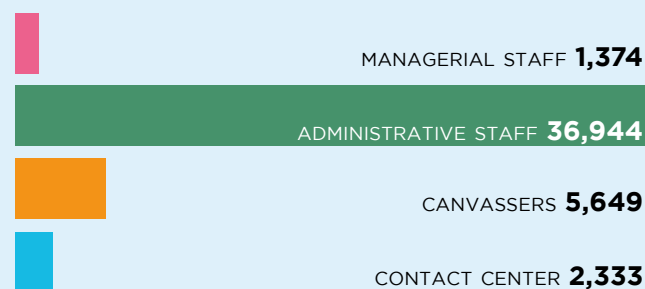 MANAGERIAL STAFF 1,374
ADMINISTRATIVE STAFF 36,944
CANVASSERS 5,649
CONTACT CENTER 2,333